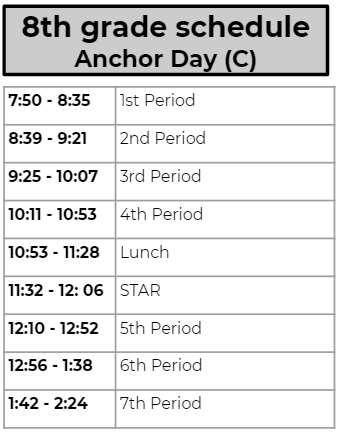 8th grade schedule
Anchor Day (C)
7:50 - 8:35 1st Period
8:39 - 9:21 2nd Period
9:25 - 10:07 3rd Period
10:11 - 10:53 4th Period
10:53 - 11:28 Lunch
11:32 - 12: 06 STAR
12:10 - 12:52 5th Period
12:56 - 1:38 6th Period
1:42 - 2:24 7th Period